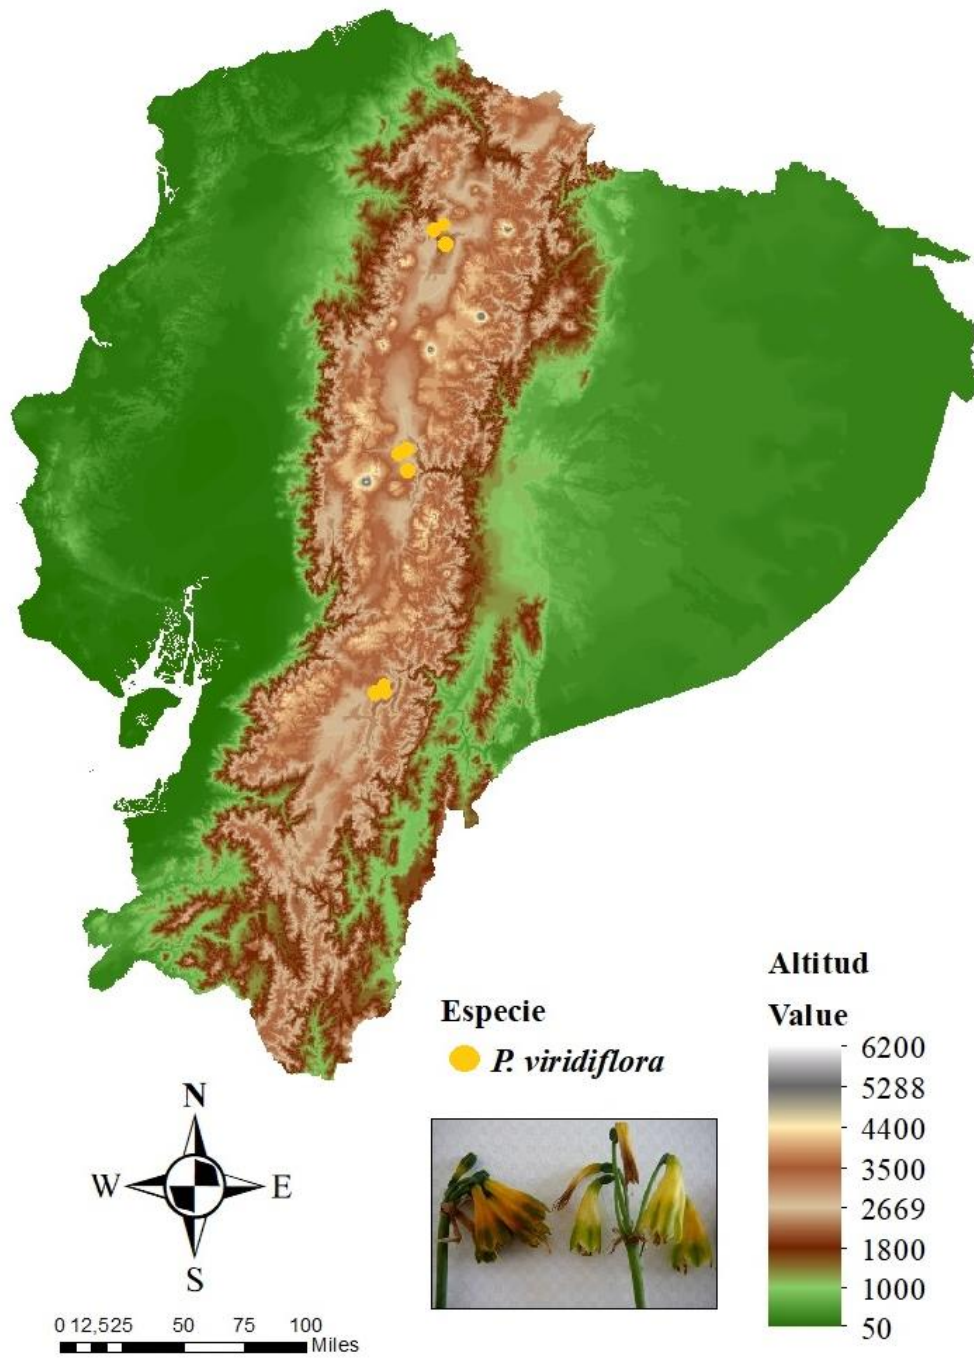 Altitud
Especie
Value
P. viridiflora
6200
5288
4400
3500
2669
1800
1000
50
N
W
E
S
0 12,525 50 75 100
Miles